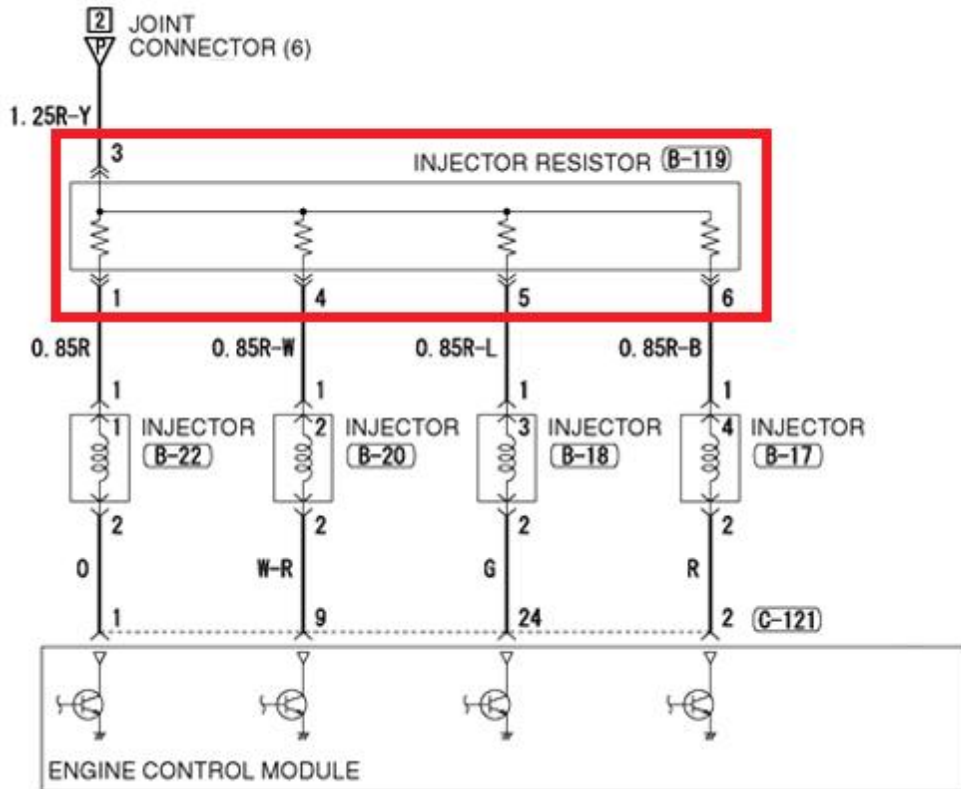 2 JOINT
P CONNECTOR (6)
1. 25R-Y
3
INJECTOR RESISTOR B-119
1 4 5 6
0. 85R 0. 85R-W 0. 85R-L 0. 85R-B
1 1 1 1
1 INJECTOR 2 INJECTOR 3 INJECTOR 4 INJECTOR
B-22 B-20 B-18 B-17
2 2 2 2
O W-R G R
1 9 24 2 C-121
ENGINE CONTROL MODULE